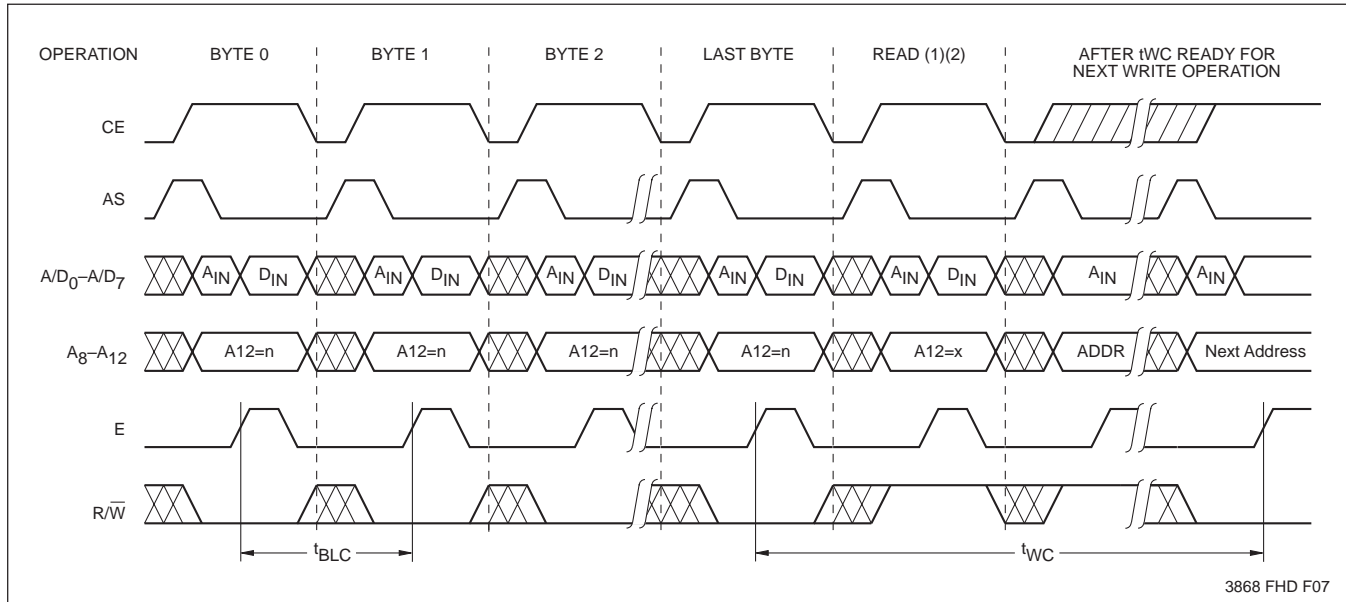 OPERATION BYTE 0 BYTE 1 BYTE 2 LAST BYTE READ (1)(2) AFTER tWC READY FOR
NEXT WRITE OPERATION
CE
AS
A/D0–A/D7 AIN DIN AIN DIN AIN DIN AIN DIN AIN DIN AIN AIN
A8–A12 A12=n A12=n A12=n A12=n A12=x ADDR Next Address
E
R/W̅
tBLC tWC
3868 FHD F07